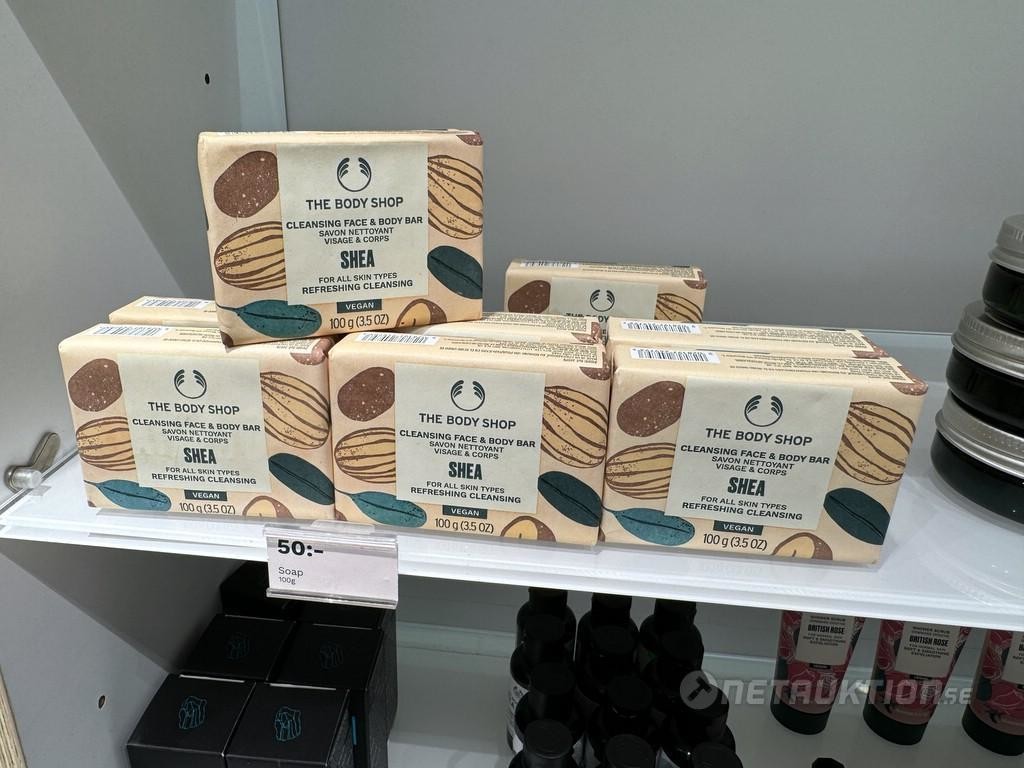 THE BODY SHOP
CLEANSING FACE & BODY BAR
SAVON NETTOYANT
VISAGE & CORPS
SHEA
FOR ALL SKIN TYPES
REFRESHING CLEANSING
VEGAN
100 g (3.5 OZ)
THE BODY SHOP
CLEANSING FACE & BODY BAR
SAVON NETTOYANT
VISAGE & CORPS
SHEA
FOR ALL SKIN TYPES
REFRESHING CLEANSING
VEGAN
100 g (3.5 OZ)
THE BODY SHOP
CLEANSING FACE & BODY BAR
SAVON NETTOYANT
VISAGE & CORPS
SHEA
FOR ALL SKIN TYPES
REFRESHING CLEANSING
VEGAN
100 g (3.5 OZ)
THE BODY SHOP
CLEANSING FACE & BODY BAR
SAVON NETTOYANT
VISAGE & CORPS
SHEA
FOR ALL SKIN TYPES
REFRESHING CLEANSING
VEGAN
100 g (3.5 OZ)
50:-
Soap
100g
SHOWER SCRUB
BRITISH ROSE
BRITISH ROSE
NETAUKTION.SE